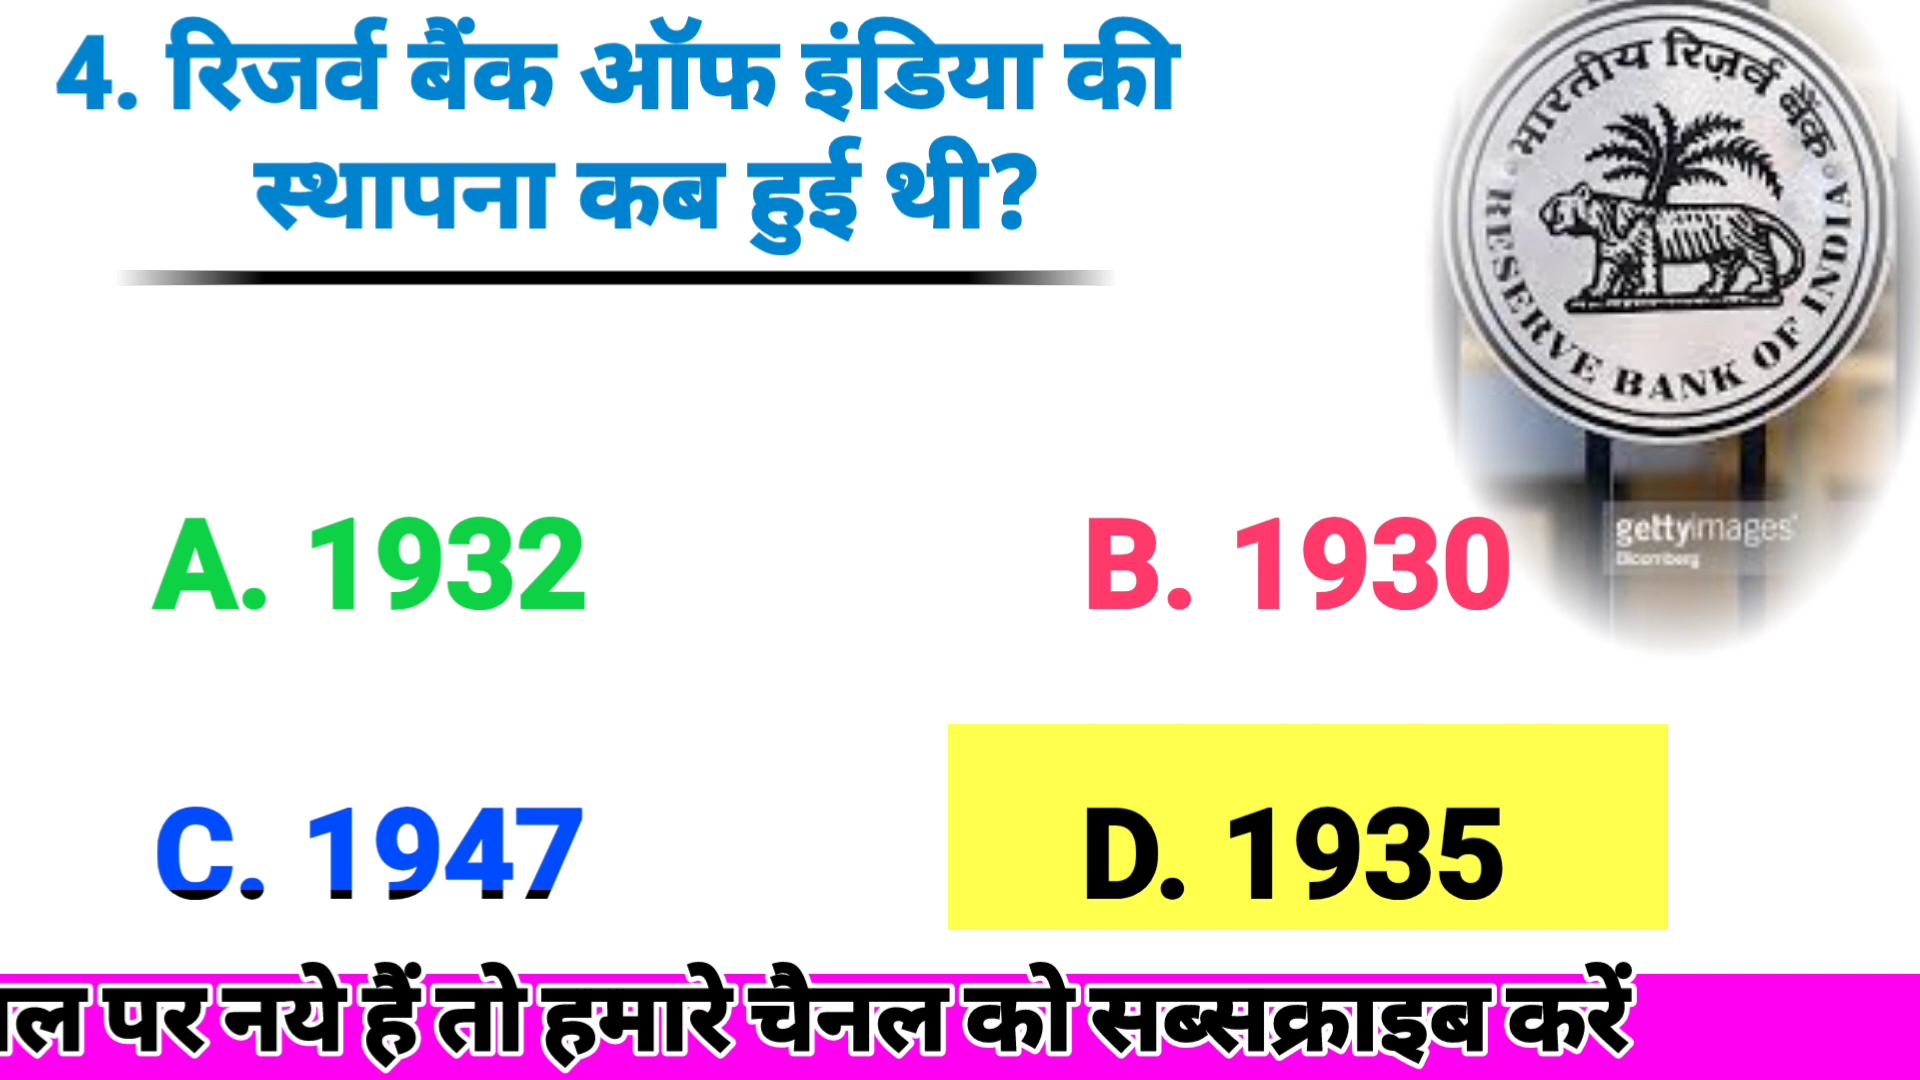 4. रिजर्व बैंक ऑफ इंडिया की
स्थापना कब हुई थी?
भारतीय रिज़र्व बैंक
RESERVE BANK OF INDIA
gettyimages
Bloomberg
A. 1932
B. 1930
C. 1947
D. 1935
पर नये हैं तो हमारे चैनल को सब्सक्राइब करें